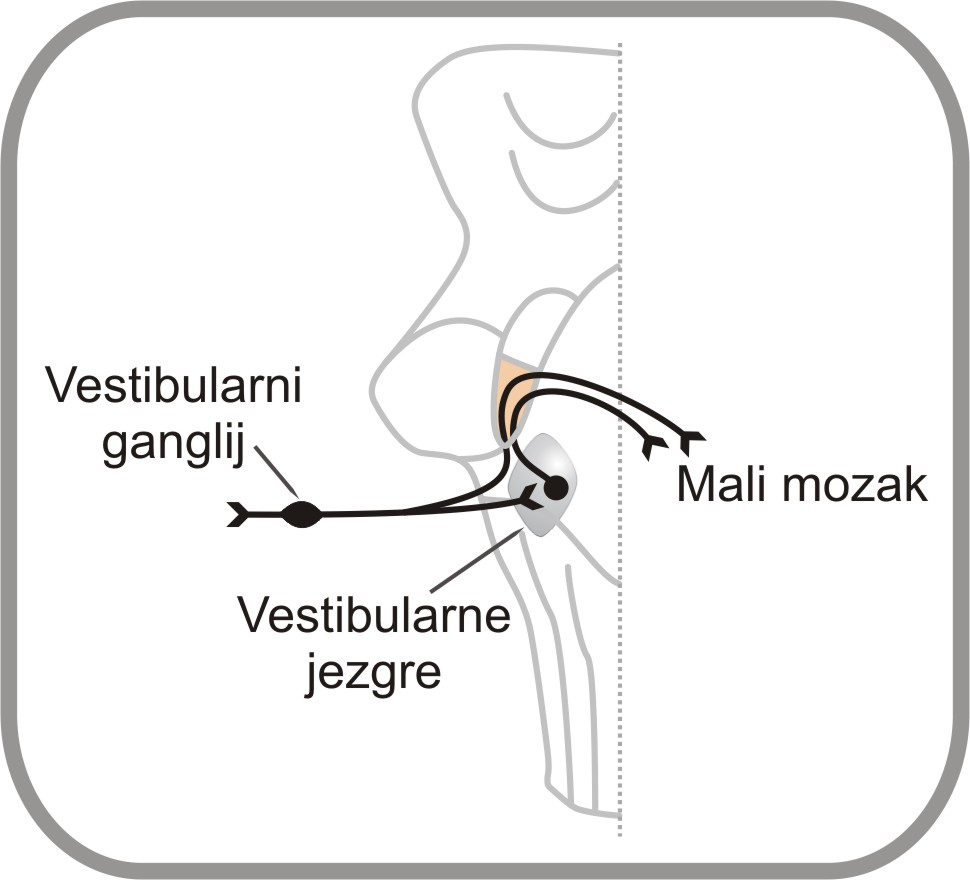 Vestibularni
ganglij
Mali mozak
Vestibularne
jezgre